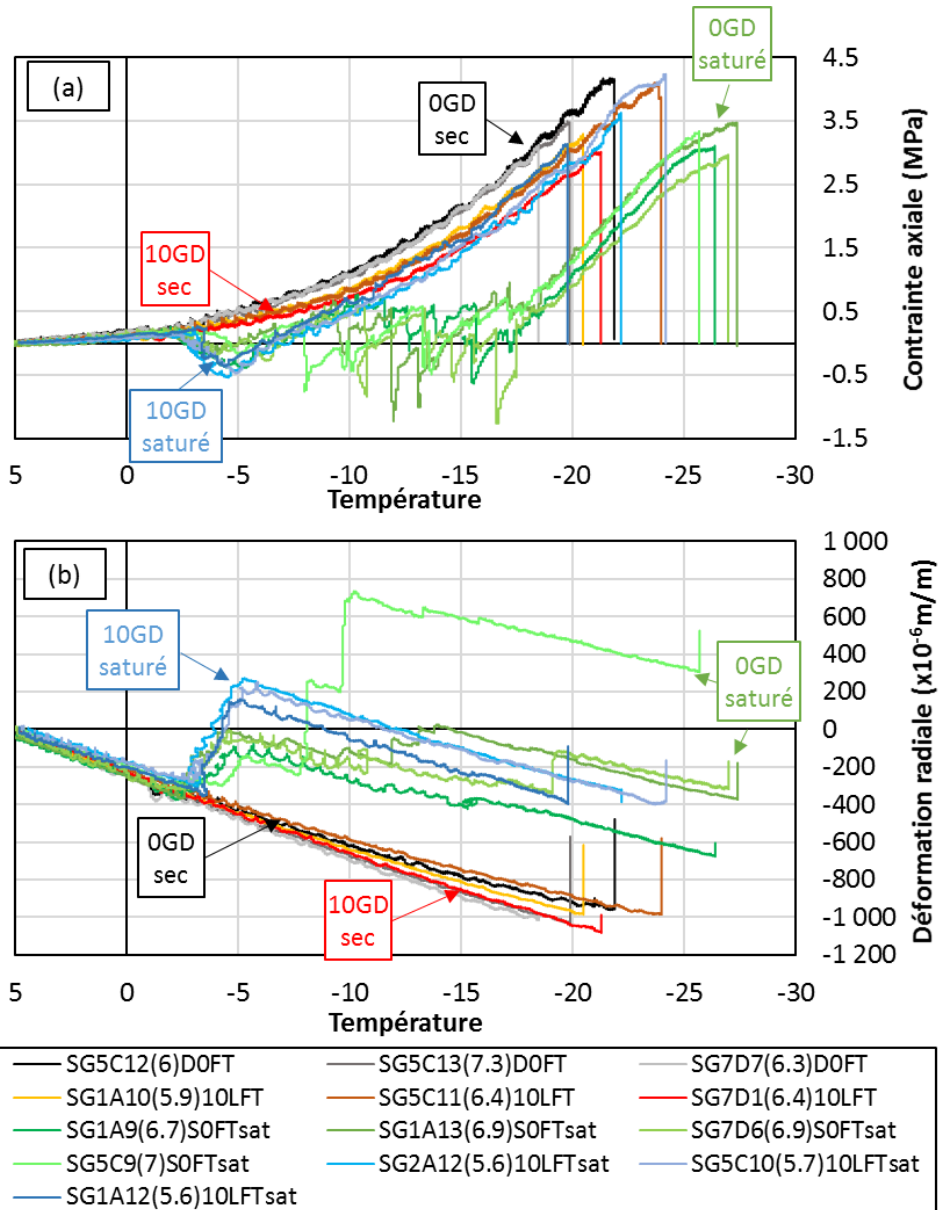 (a)
0GD
sec
0GD
saturé
10GD
sec
10GD
saturé
4.5
3.5
2.5
1.5
0.5
-0.5
-1.5
Contrainte axiale (MPa)
5 0 -5 -10 -15 -20 -25 -30
Température
(b)
10GD
saturé
0GD
saturé
0GD
sec
10GD
sec
1 000
800
600
400
200
0
-200
-400
-600
-800
-1 000
-1 200
Déformation radiale (x10⁻⁶m/m)
5 0 -5 -10 -15 -20 -25 -30
Température
SG5C12(6)D0FT SG5C13(7.3)D0FT SG7D7(6.3)D0FT
SG1A10(5.9)10LFT SG5C11(6.4)10LFT SG7D1(6.4)10LFT
SG1A9(6.7)S0FTsat SG1A13(6.9)S0FTsat SG7D6(6.9)S0FTsat
SG5C9(7)S0FTsat SG2A12(5.6)10LFTsat SG5C10(5.7)10LFTsat
SG1A12(5.6)10LFTsat